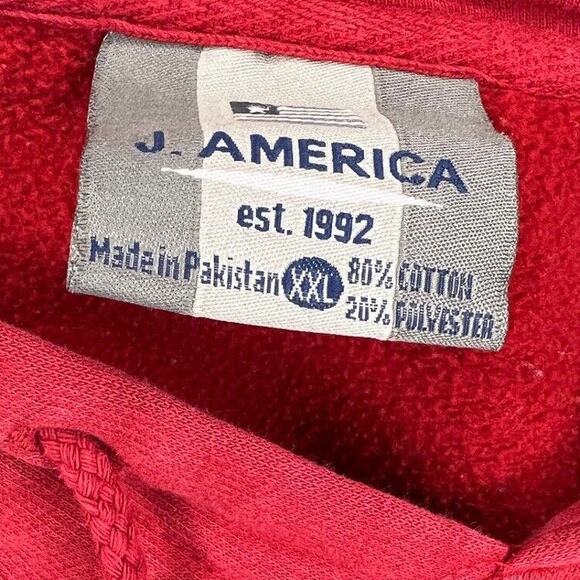 J. AMERICA
est. 1992
Made in Pakistan XXL 80% COTTON
20% POLYESTER